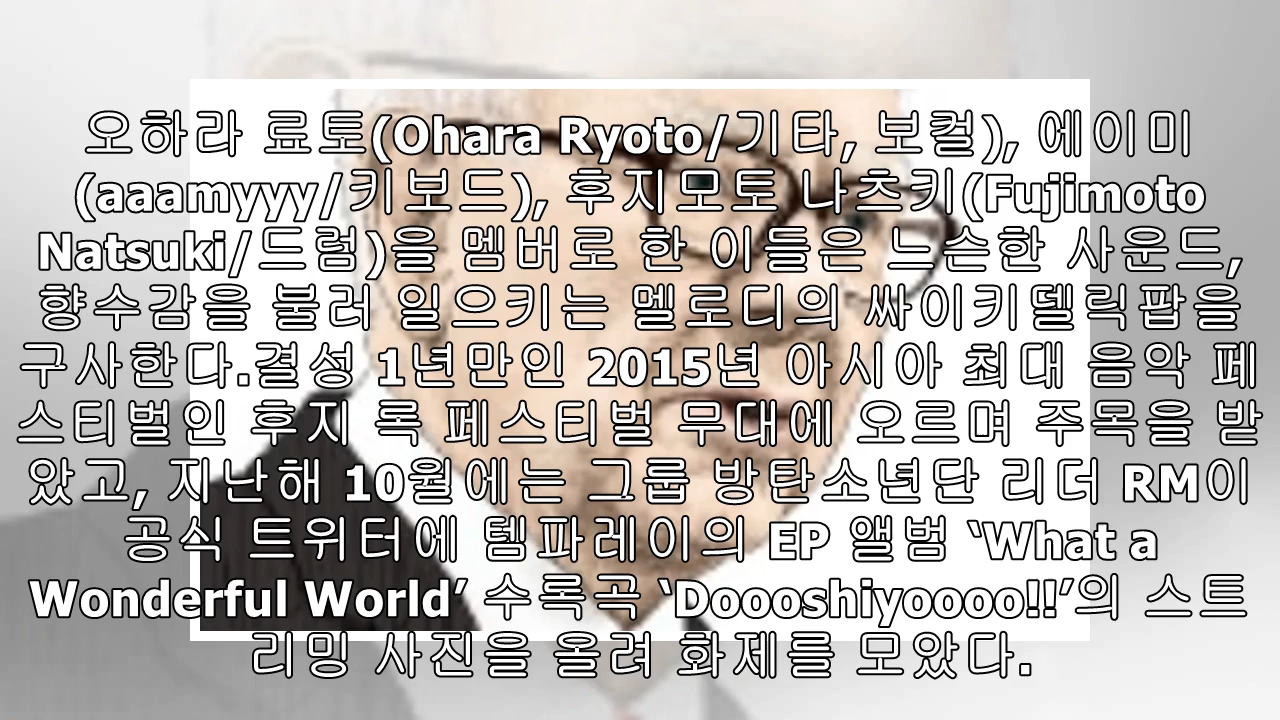 오하라 료토(Ohara Ryoto/기타, 보컬), 에이미
(aaamyyy/키보드), 후지모토 나츠키(Fujimoto
Natsuki/드럼)을 멤버로 한 이들은 느슨한 사운드,
향수감을 불러 일으키는 멜로디의 싸이키델릭팝을
구사한다.결성 1년만인 2015년 아시아 최대 음악 페
스티벌인 후지 록 페스티벌 무대에 오르며 주목을 받
았고, 지난해 10월에는 그룹 방탄소년단 리더 RM이
공식 트위터에 템파레이의 EP 앨범 ‘What a
Wonderful World’ 수록곡 ‘Doooshiyoooo!!’의 스트
리밍 사진을 올려 화제를 모았다.